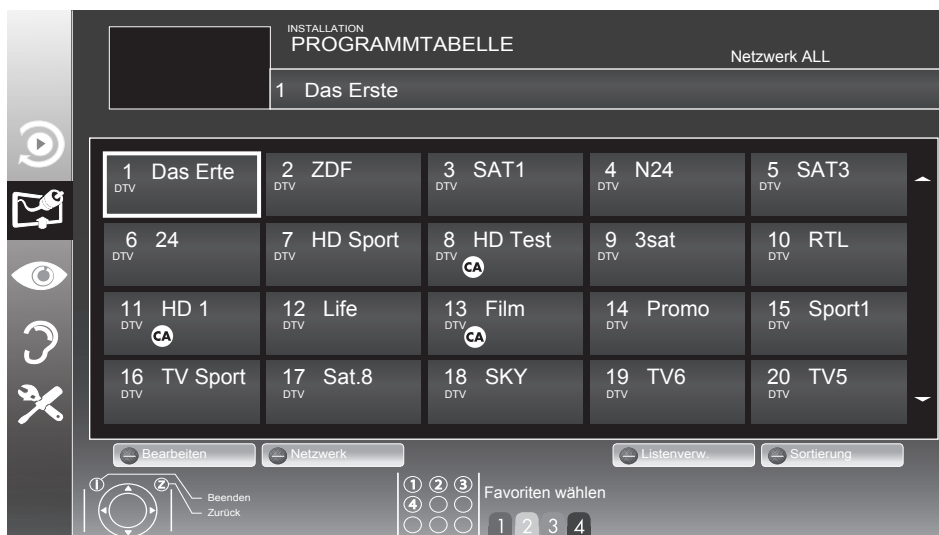 INSTALLATION
PROGRAMMTABELLE
Netzwerk ALL
1 Das Erste
1 Das Erte
DTV
2 ZDF
DTV
3 SAT1
DTV
4 N24
DTV
5 SAT3
DTV
6 24
DTV
7 HD Sport
DTV
8 HD Test
DTV
CA
9 3sat
DTV
10 RTL
DTV
11 HD 1
DTV
CA
12 Life
DTV
13 Film
DTV
CA
14 Promo
DTV
15 Sport1
DTV
16 TV Sport
DTV
17 Sat.8
DTV
18 SKY
DTV
19 TV6
DTV
20 TV5
DTV
Bearbeiten
Netzwerk
Listenverw.
Sortierung
1 2
Beenden
Zurück
1 2 3
4
Favoriten wählen
1 2 3 4